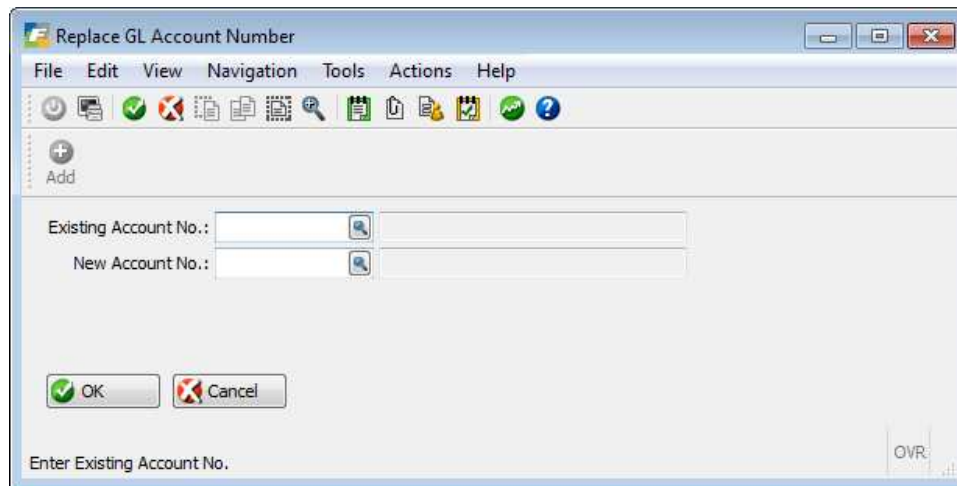 Replace GL Account Number
File Edit View Navigation Tools Actions Help
Add
Existing Account No.:
New Account No.:
OK Cancel
Enter Existing Account No.
OVR